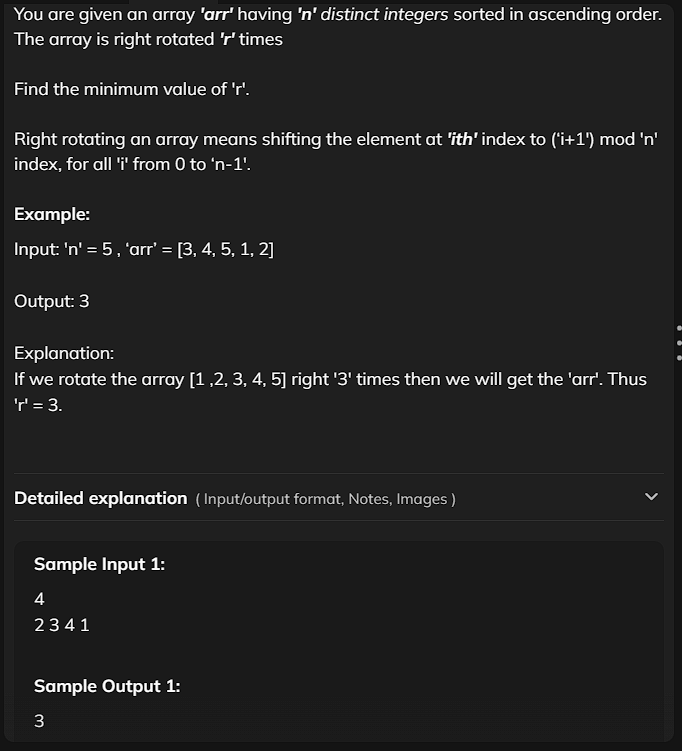 You are given an array 'arr' having 'n' distinct integers sorted in ascending order.
The array is right rotated 'r' times
Find the minimum value of 'r'.
Right rotating an array means shifting the element at 'ith' index to (‘i+1') mod 'n'
index, for all 'i' from 0 to ‘n-1'.
Example:
Input: 'n' = 5 , ‘arr’ = [3, 4, 5, 1, 2]
Output: 3
Explanation:
If we rotate the array [1 ,2, 3, 4, 5] right '3' times then we will get the 'arr'. Thus
'r' = 3.
Detailed explanation ( Input/output format, Notes, Images )
Sample Input 1:
4
2 3 4 1
Sample Output 1:
3